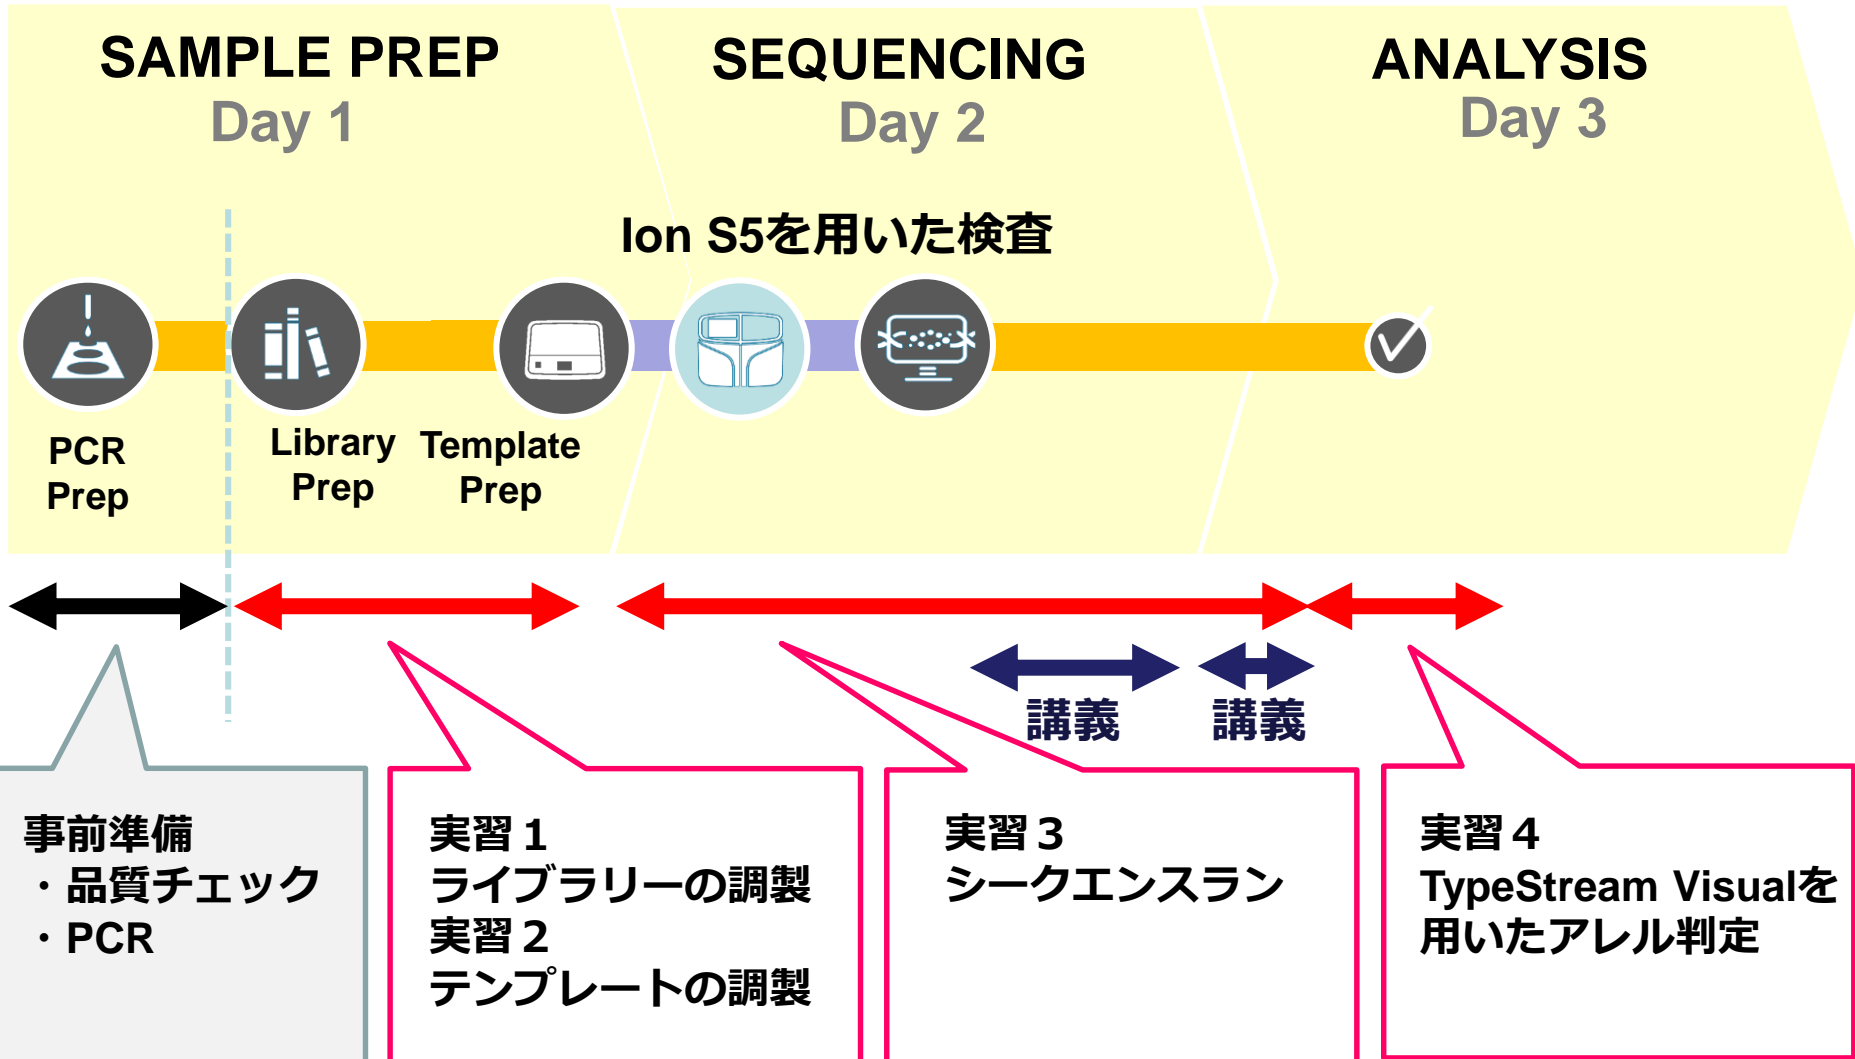 SAMPLE PREP
Day 1
SEQUENCING
Day 2
ANALYSIS
Day 3
Ion S5を用いた検査
PCR
Prep
Library
Prep
Template
Prep
講義
講義
事前準備
・品質チェック
・PCR
実習１
ライブラリーの調製
実習２
テンプレートの調製
実習３
シークエンスラン
実習４
TypeStream Visualを
用いたアレル判定